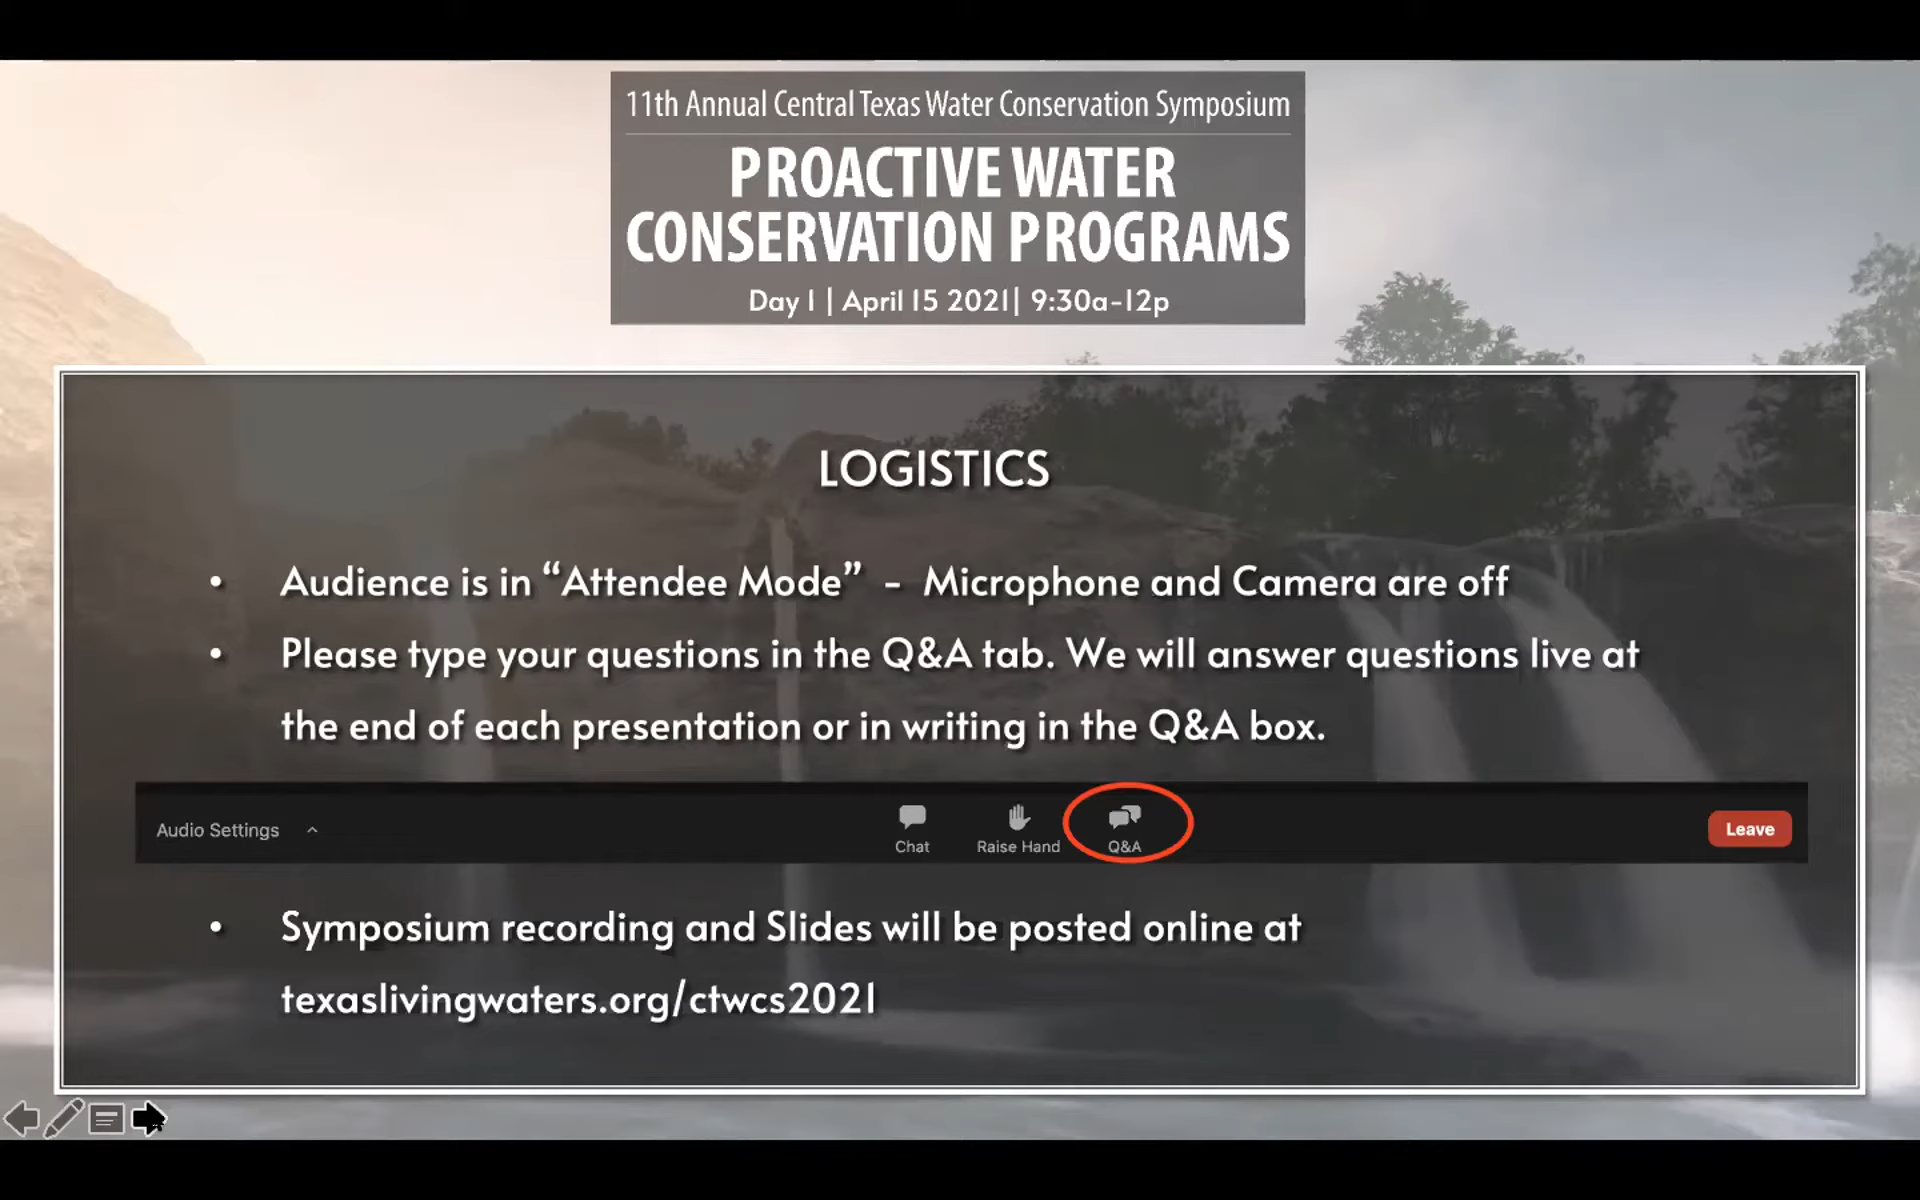 11th Annual Central Texas Water Conservation Symposium
PROACTIVE WATER
CONSERVATION PROGRAMS
Day 1 | April 15 2021| 9:30a-12p
LOGISTICS
• Audience is in “Attendee Mode” - Microphone and Camera are off
• Please type your questions in the Q&A tab. We will answer questions live at
the end of each presentation or in writing in the Q&A box.
Audio Settings
Chat
Raise Hand
Q&A
Leave
• Symposium recording and Slides will be posted online at
texaslivingwaters.org/ctwcs2021